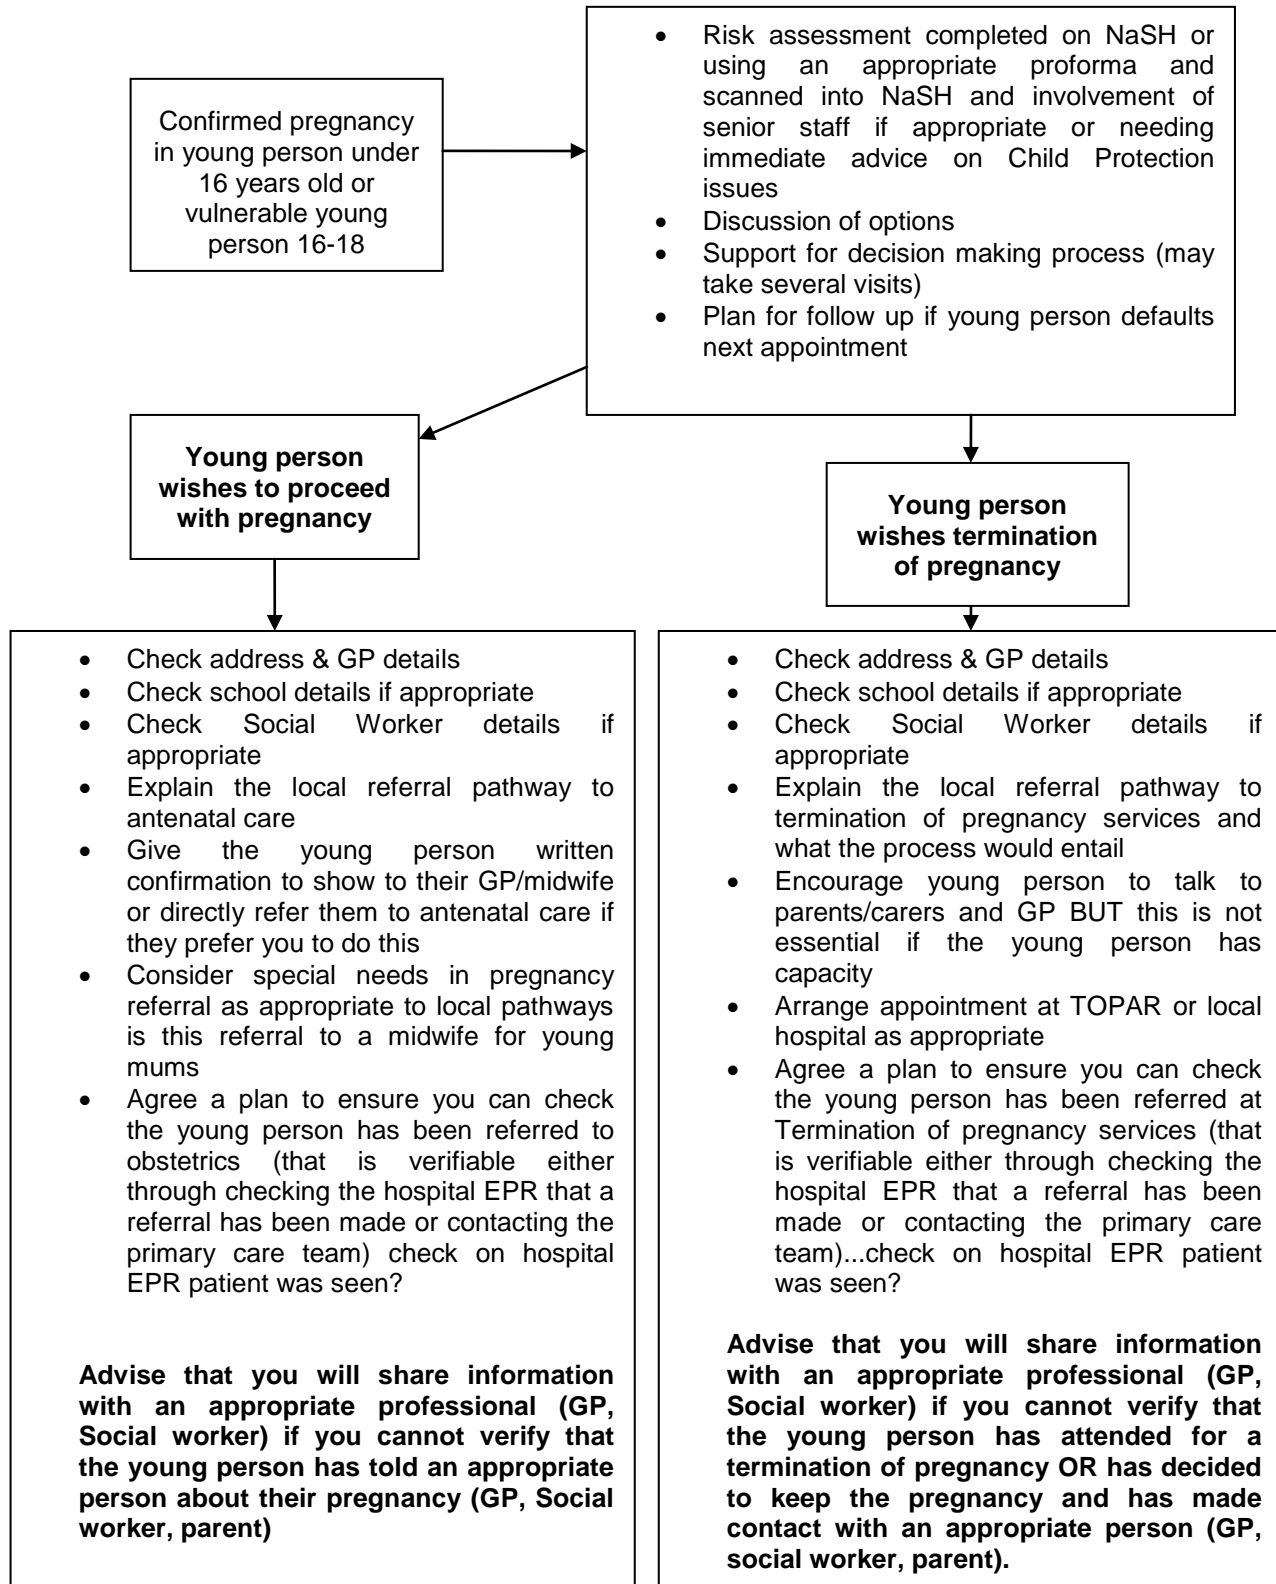 Confirmed pregnancy
in young person under
16 years old or
vulnerable young
person 16-18
• Risk assessment completed on NaSH or
using an appropriate proforma and
scanned into NaSH and involvement of
senior staff if appropriate or needing
immediate advice on Child Protection
issues
• Discussion of options
• Support for decision making process (may
take several visits)
• Plan for follow up if young person defaults
next appointment
Young person
wishes to proceed
with pregnancy
Young person
wishes termination
of pregnancy
• Check address & GP details
• Check school details if appropriate
• Check Social Worker details if
appropriate
• Explain the local referral pathway to
antenatal care
• Give the young person written
confirmation to show to their GP/midwife
or directly refer them to antenatal care if
they prefer you to do this
• Consider special needs in pregnancy
referral as appropriate to local pathways
is this referral to a midwife for young
mums
• Agree a plan to ensure you can check
the young person has been referred to
obstetrics (that is verifiable either
through checking the hospital EPR that a
referral has been made or contacting the
primary care team) check on hospital
EPR patient was seen?
Advise that you will share information
with an appropriate professional (GP,
Social worker) if you cannot verify that
the young person has told an appropriate
person about their pregnancy (GP, Social
worker, parent)
• Check address & GP details
• Check school details if appropriate
• Check Social Worker details if
appropriate
• Explain the local referral pathway to
termination of pregnancy services and
what the process would entail
• Encourage young person to talk to
parents/carers and GP BUT this is not
essential if the young person has
capacity
• Arrange appointment at TOPAR or local
hospital as appropriate
• Agree a plan to ensure you can check
the young person has been referred at
Termination of pregnancy services (that
is verifiable either through checking the
hospital EPR that a referral has been
made or contacting the primary care
team)...check on hospital EPR patient
was seen?
Advise that you will share information
with an appropriate professional (GP,
Social worker) if you cannot verify that
the young person has attended for a
termination of pregnancy OR has decided
to keep the pregnancy and has made
contact with an appropriate person (GP,
social worker, parent).